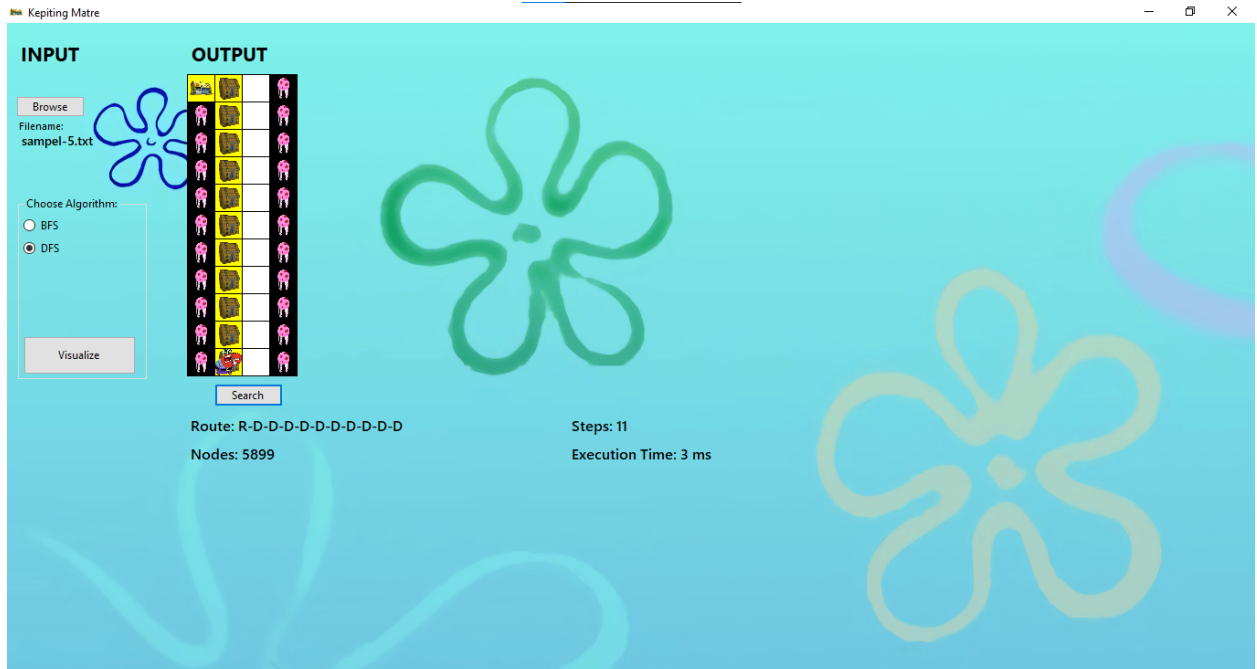 Kepiting Matre
INPUT
OUTPUT
Browse
Filename:
sampel-5.txt
Choose Algorithm:
BFS
DFS
Visualize
Search
Route: R-D-D-D-D-D-D-D-D-D-D
Steps: 11
Nodes: 5899
Execution Time: 3 ms